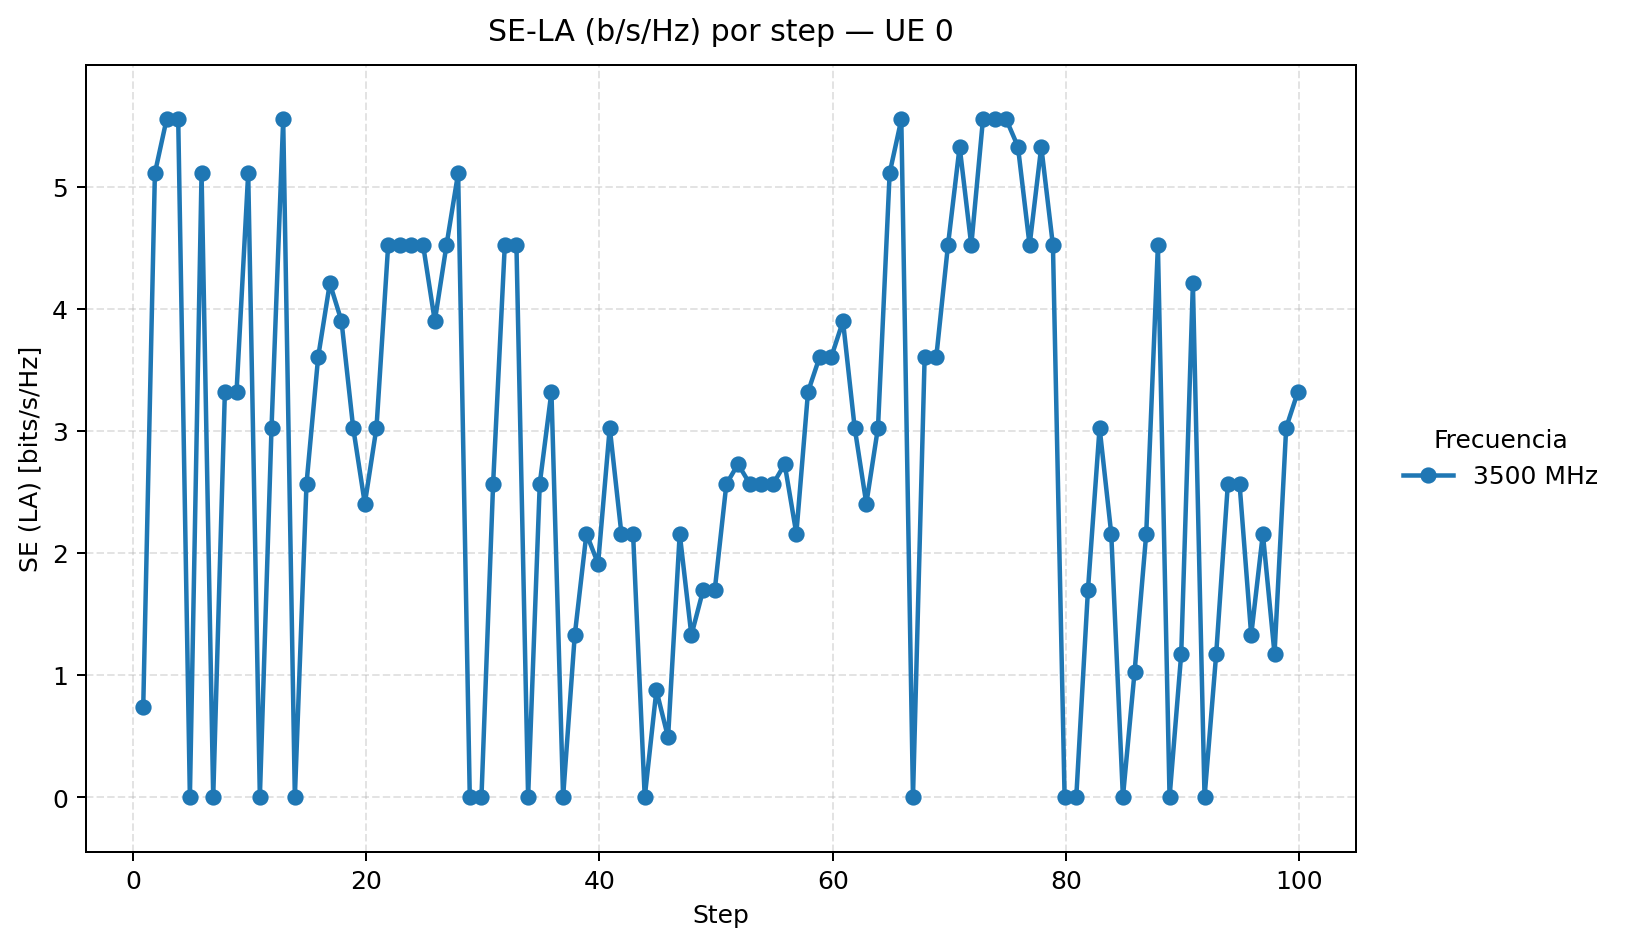 SE-LA (b/s/Hz) por step — UE 0
SE (LA) [bits/s/Hz]
5
4
3
2
1
0
0 20 40 60 80 100
Step
Frecuencia
3500 MHz